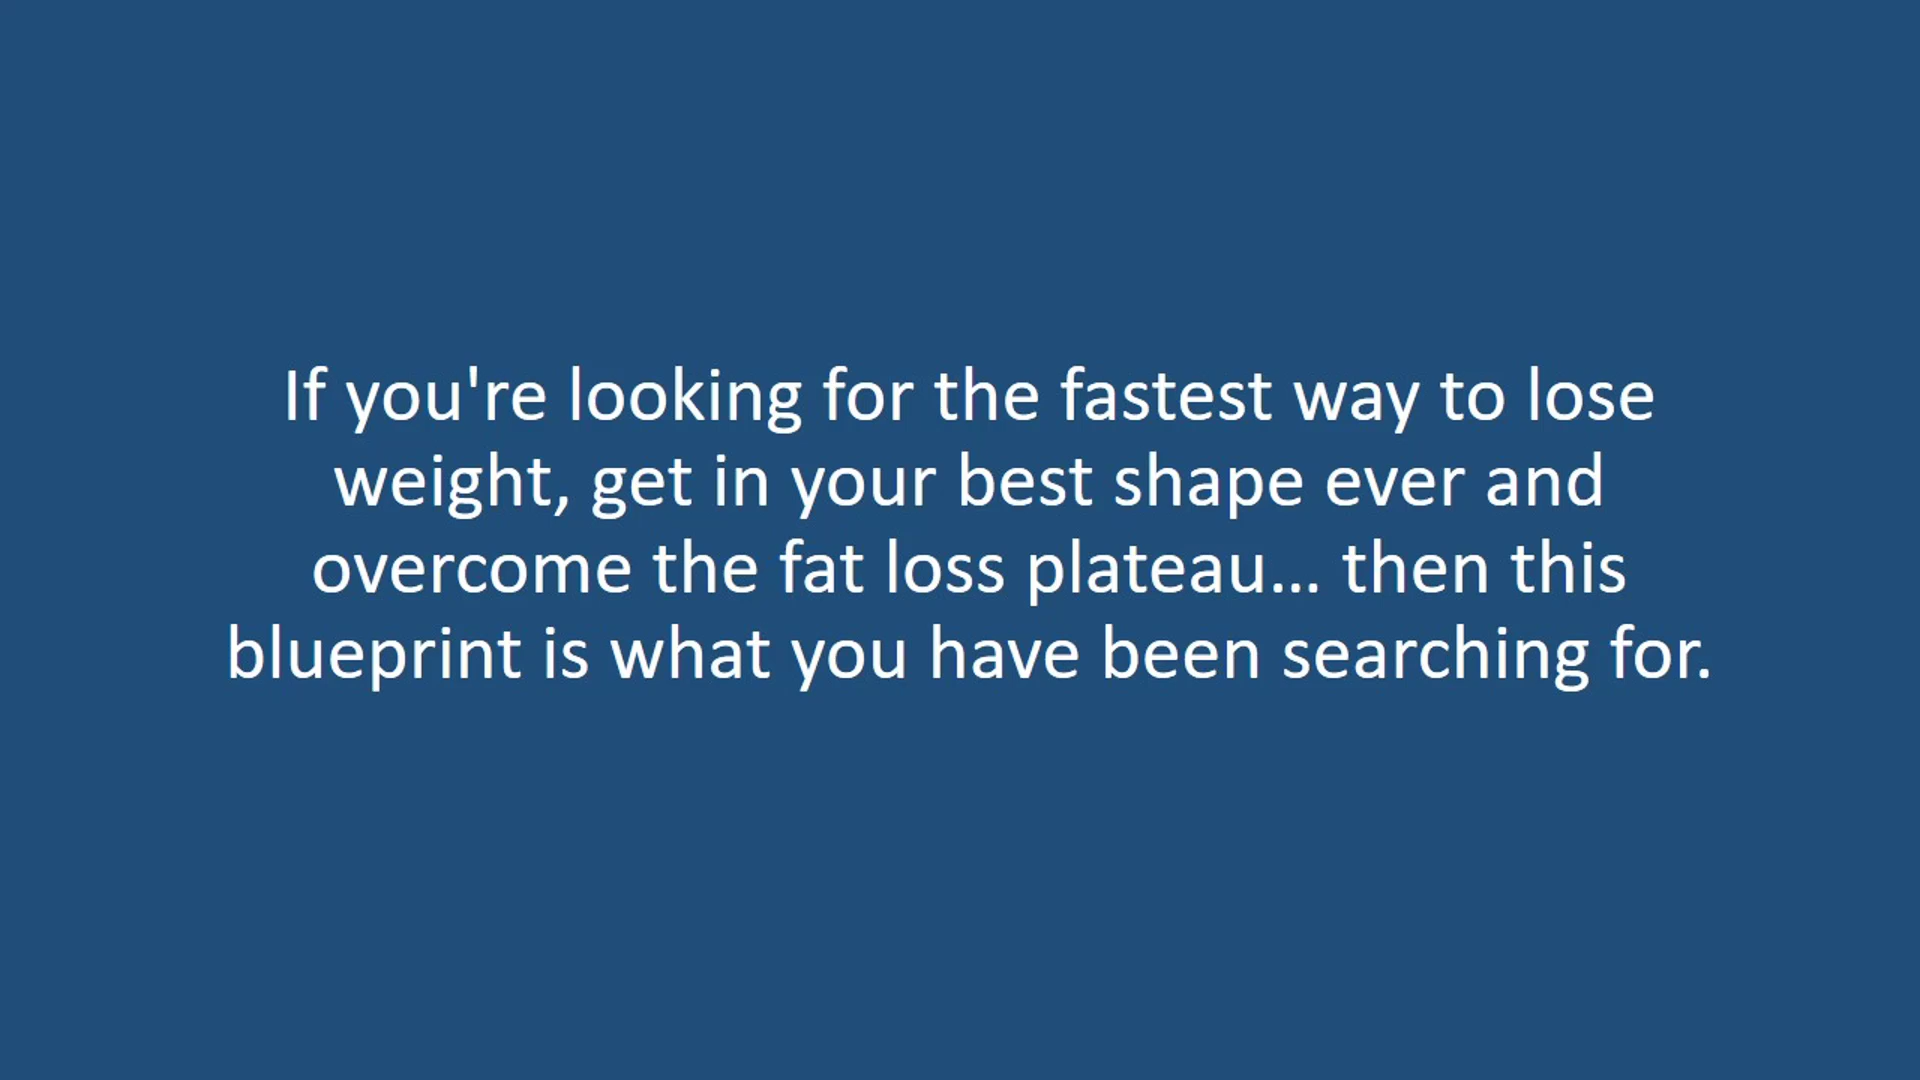 If you're looking for the fastest way to lose
weight, get in your best shape ever and
overcome the fat loss plateau... then this
blueprint is what you have been searching for.